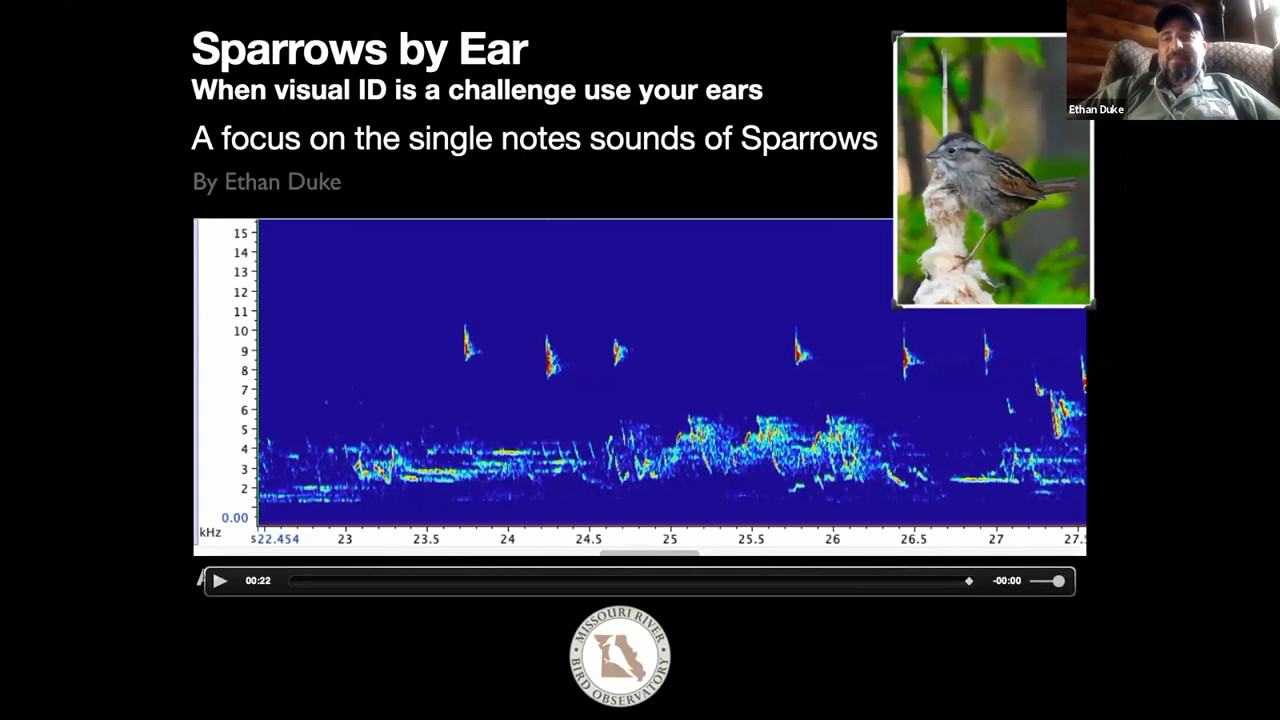 Sparrows by Ear
When visual ID is a challenge use your ears
A focus on the single notes sounds of Sparrows
By Ethan Duke
Ethan Duke
15
14
13
12
11
10
9
8
7
6
5
4
3
2
0.00
kHz
s22.454 23 23.5 24 24.5 25 25.5 26 26.5 27 27.5
00:22 -00:00
MISSOURI RIVER
BIRD OBSERVATORY